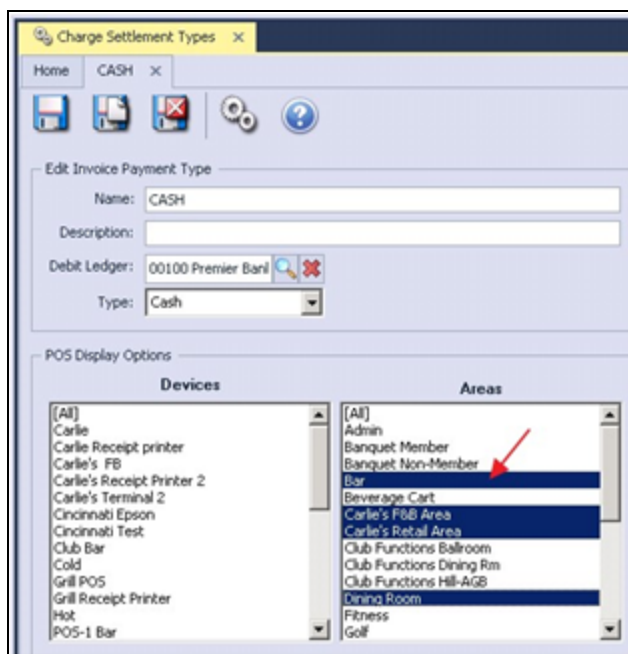 Charge Settlement Types
Home CASH
Edit Invoice Payment Type
Name: CASH
Description:
Debit Ledger: 00100 Premier Banl
Type: Cash
POS Display Options
Devices
[All]
Carlie
Carlie Receipt printer
Carlie's FB
Carlie's Receipt Printer 2
Carlie's Terminal 2
Cincinnati Epson
Cincinnati Test
Club Bar
Cold
Grill POS
Grill Receipt Printer
Hot
POS-1 Bar
Areas
[All]
Admin
Banquet Member
Banquet Non-Member
Bar
Beverage Cart
Carlie's F&B Area
Carlie's Retail Area
Club Functions Ballroom
Club Functions Dining Rm
Club Functions Hill-AGB
Dining Room
Fitness
Golf